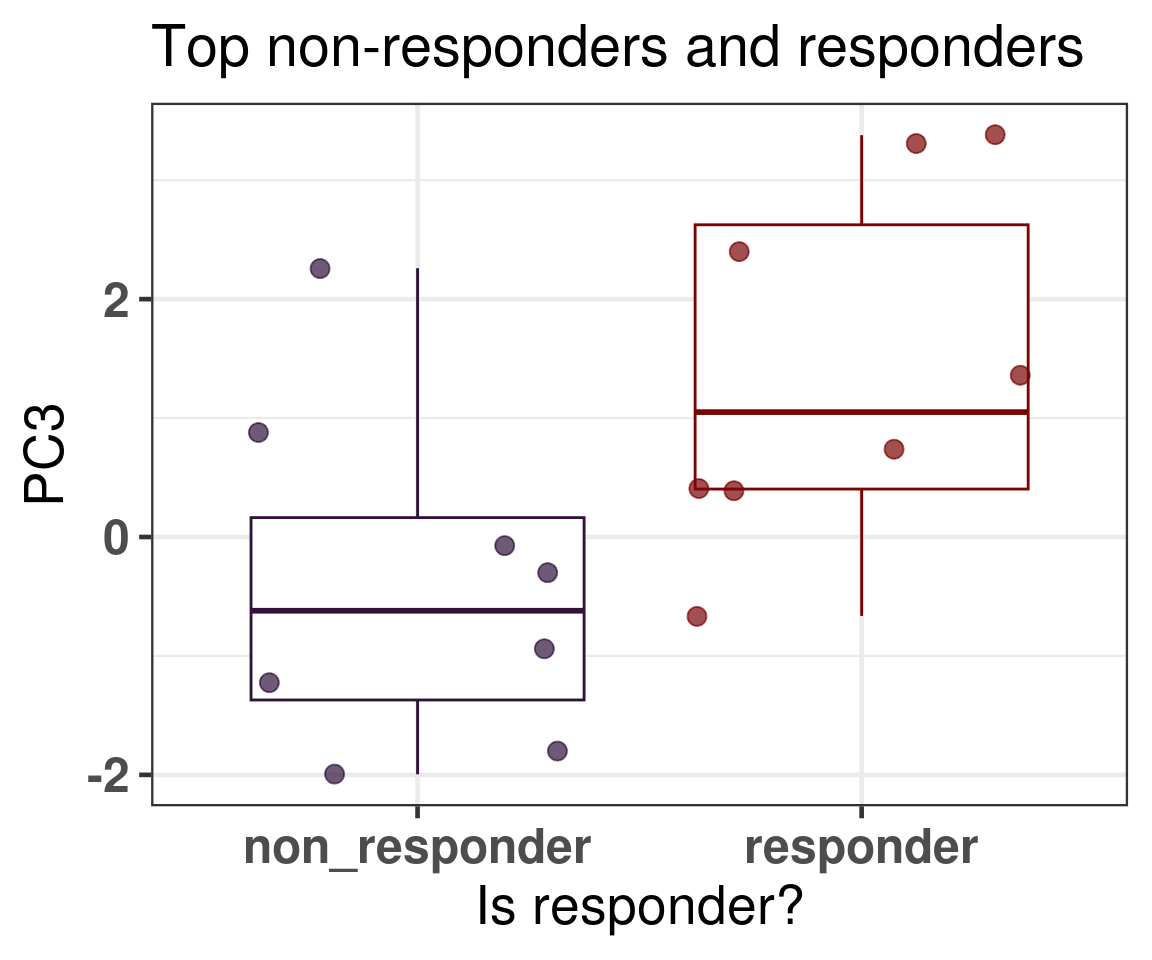 Top non-responders and responders
PC3
2
0
-2
non_responder
responder
Is responder?